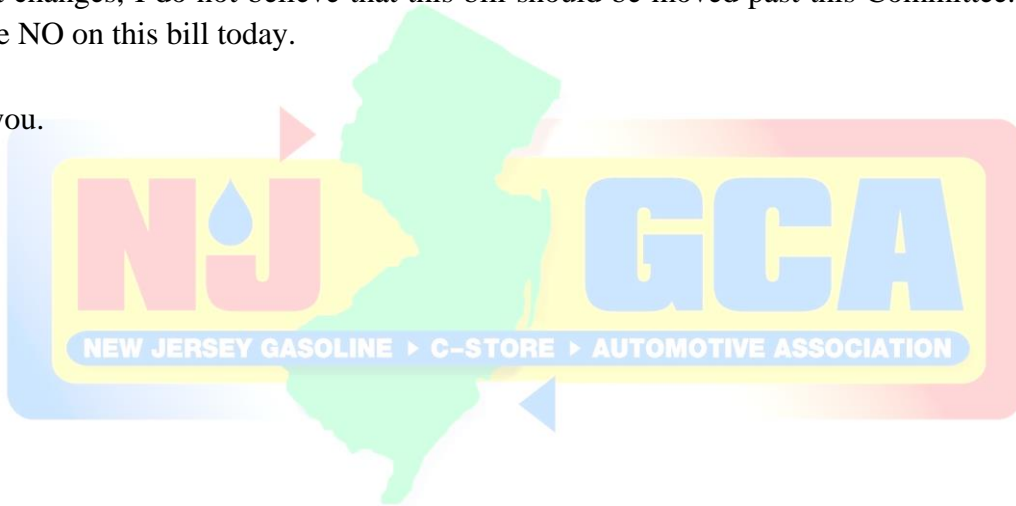 t changes, I do not believe that this bill should be moved past this Committee.
e NO on this bill today.
you.
NJ GCA
NEW JERSEY GASOLINE ▸ C-STORE ▸ AUTOMOTIVE ASSOCIATION